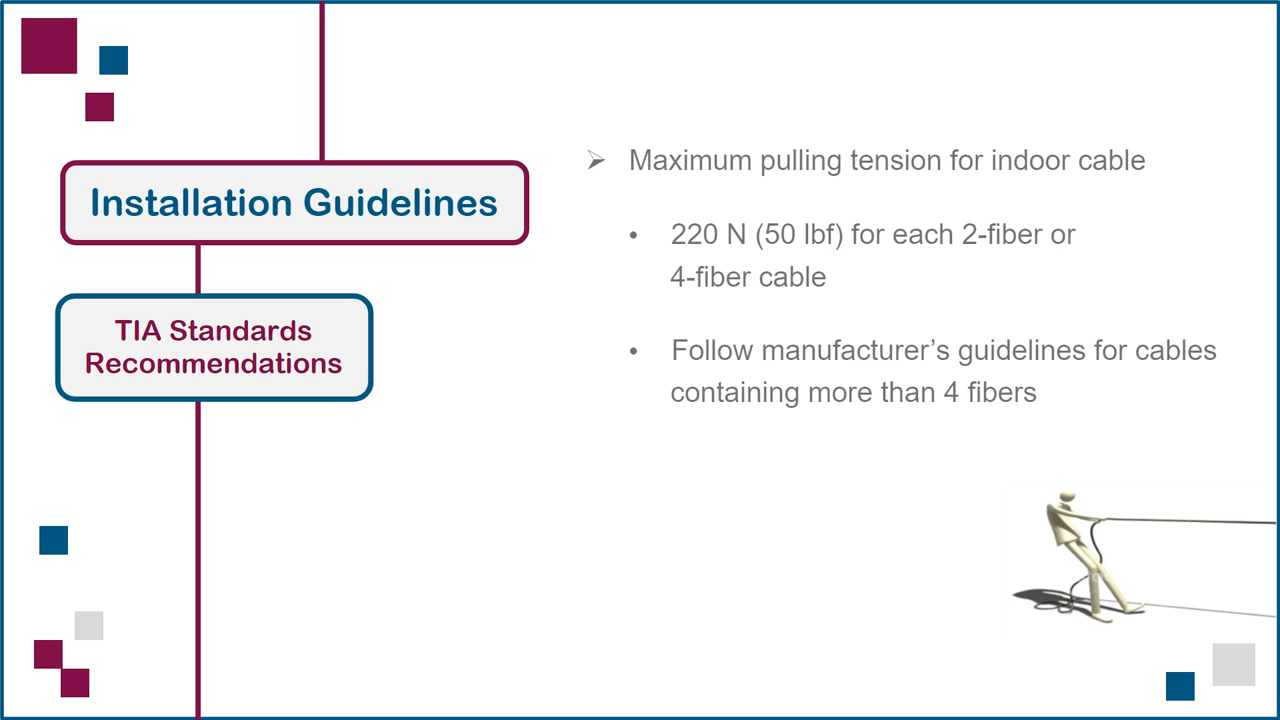 Installation Guidelines
TIA Standards
Recommendations
➢ Maximum pulling tension for indoor cable
• 220 N (50 lbf) for each 2-fiber or
4-fiber cable
• Follow manufacturer’s guidelines for cables
containing more than 4 fibers